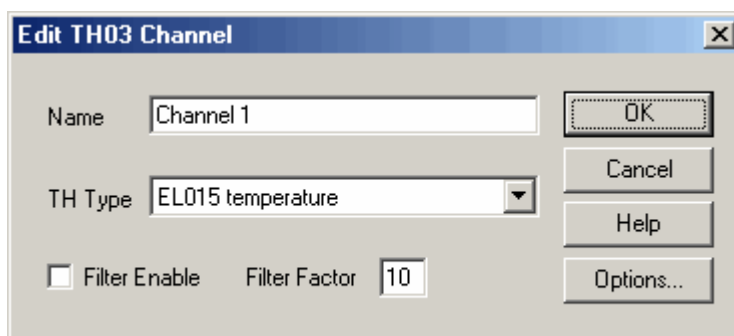 Edit TH03 Channel
Name Channel 1
OK
Cancel
TH Type EL015 temperature
Help
Filter Enable Filter Factor 10
Options...